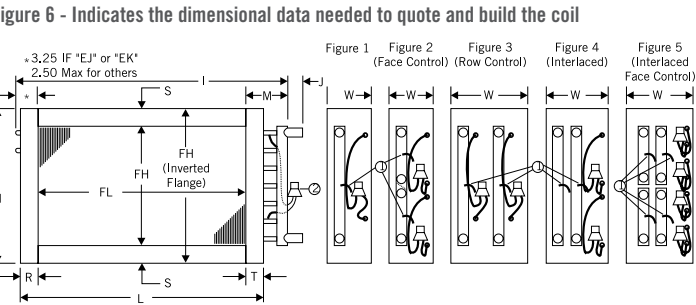 igure 6 - Indicates the dimensional data needed to quote and build the coil
*3.25 IF "EJ" or "EK"
2.50 Max for others
I
J
*
S
M
FH
FH
(Inverted
Flange)
FL
R
S
T
L
Figure 1
W
Figure 2
(Face Control)
W
Figure 3
(Row Control)
W
Figure 4
(Interlaced)
W
Figure 5
(Interlaced
Face Control)
W